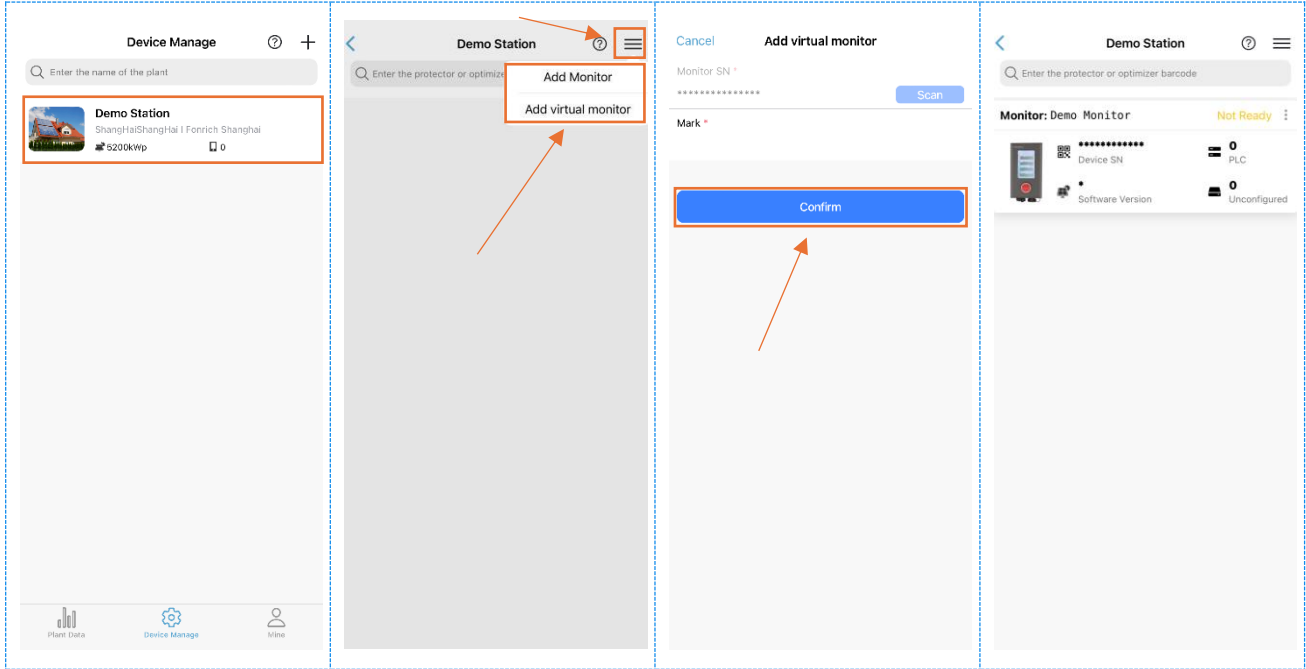 Device Manage
Enter the name of the plant
Demo Station
ShangHaiShangHai I Fonrich Shanghai
5200kWp 0
Plant Data
Device Manage
Mine
Demo Station
Enter the protector or optimize
Add Monitor
Add virtual monitor
Cancel
Add virtual monitor
Monitor SN *
***************
Scan
Mark *
Confirm
Demo Station
Enter the protector or optimizer barcode
Monitor: Demo Monitor
Not Ready
************
Device SN
0
PLC
*
Software Version
0
Unconfigured